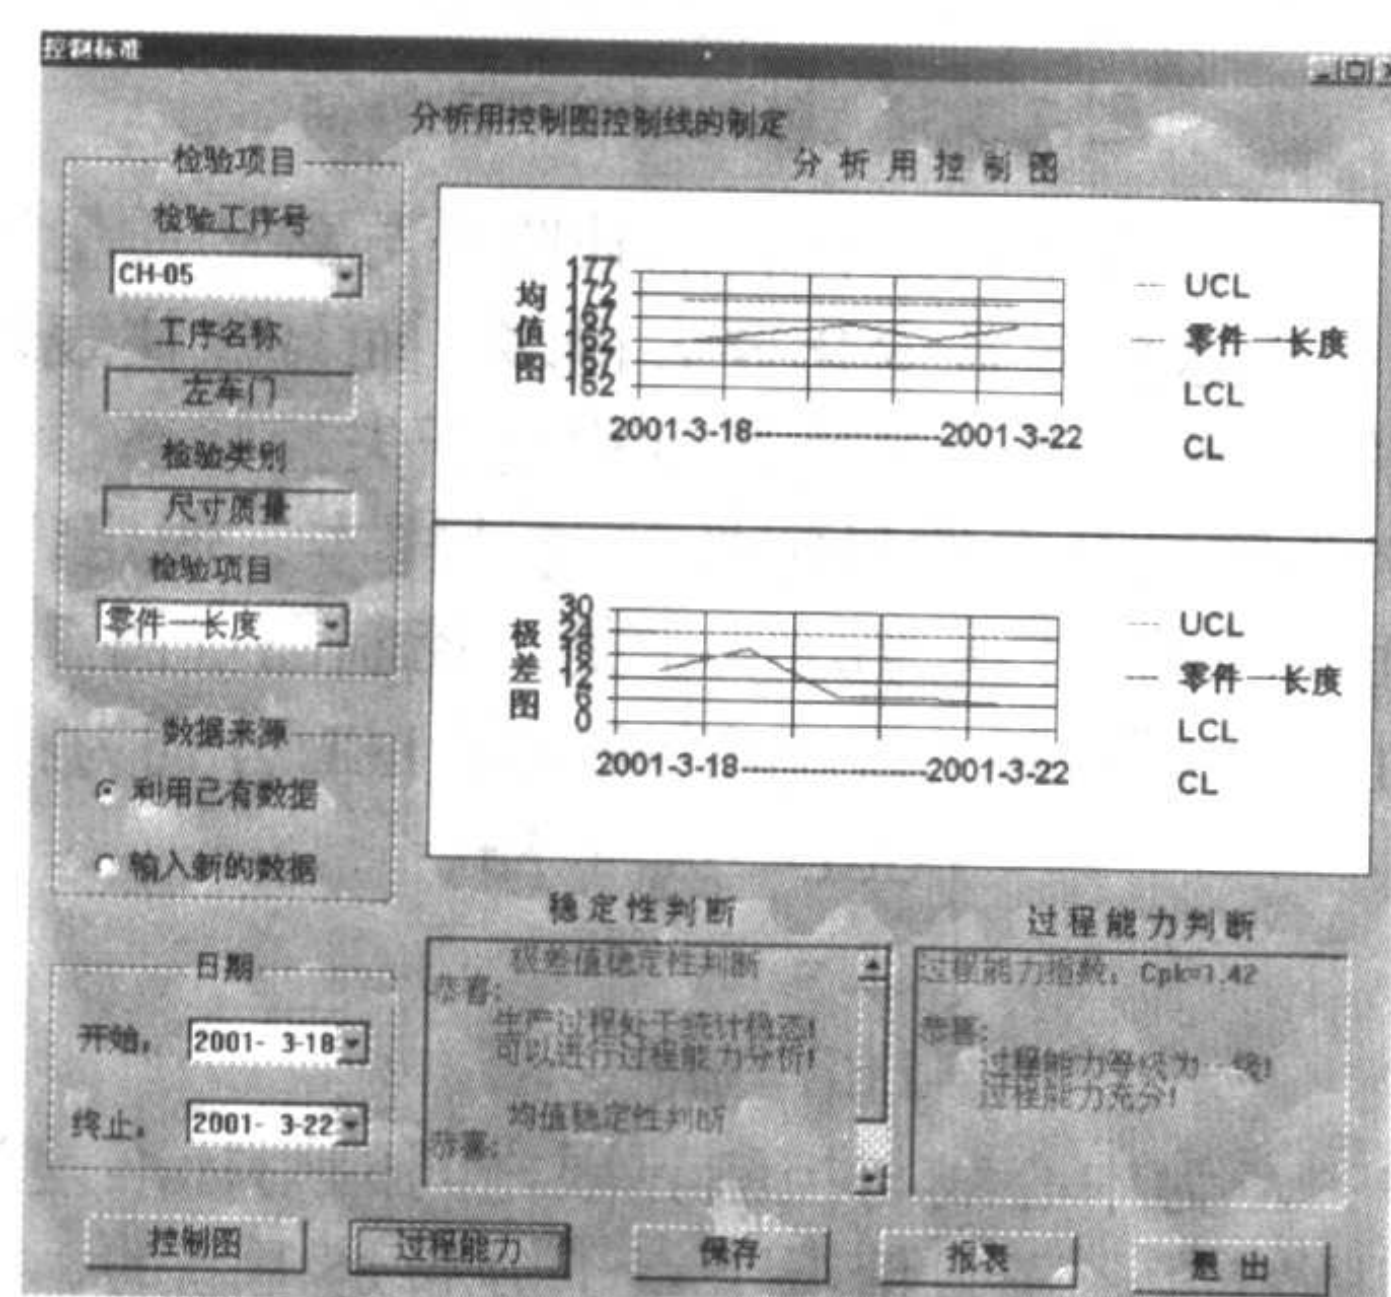 控制标准
分析用控制图控制线的制定
检验项目
检验工序号
CH-05
工序名称
左车门
检验类别
尺寸质量
检验项目
零件一长度
数据来源
利用已有数据
输入新的数据
日期
开始:
2001- 3-18
终止:
2001- 3-22
分析用控制图
均值图
177
172
167
162
157
152
2001-3-18-----------------2001-3-22
UCL
零件一长度
LCL
CL
极差图
30
24
18
12
6
0
2001-3-18-----------------2001-3-22
UCL
零件一长度
LCL
CL
稳定性判断
极差值稳定性判断
恭喜:
生产过程处于统计稳态!
可以进行过程能力分析!
均值稳定性判断
恭喜:
过程能力判断
过程能力指数: Cpk=1.42
恭喜:
过程能力等级为一级!
过程能力充分!
控制图
过程能力
保存
报表
退出